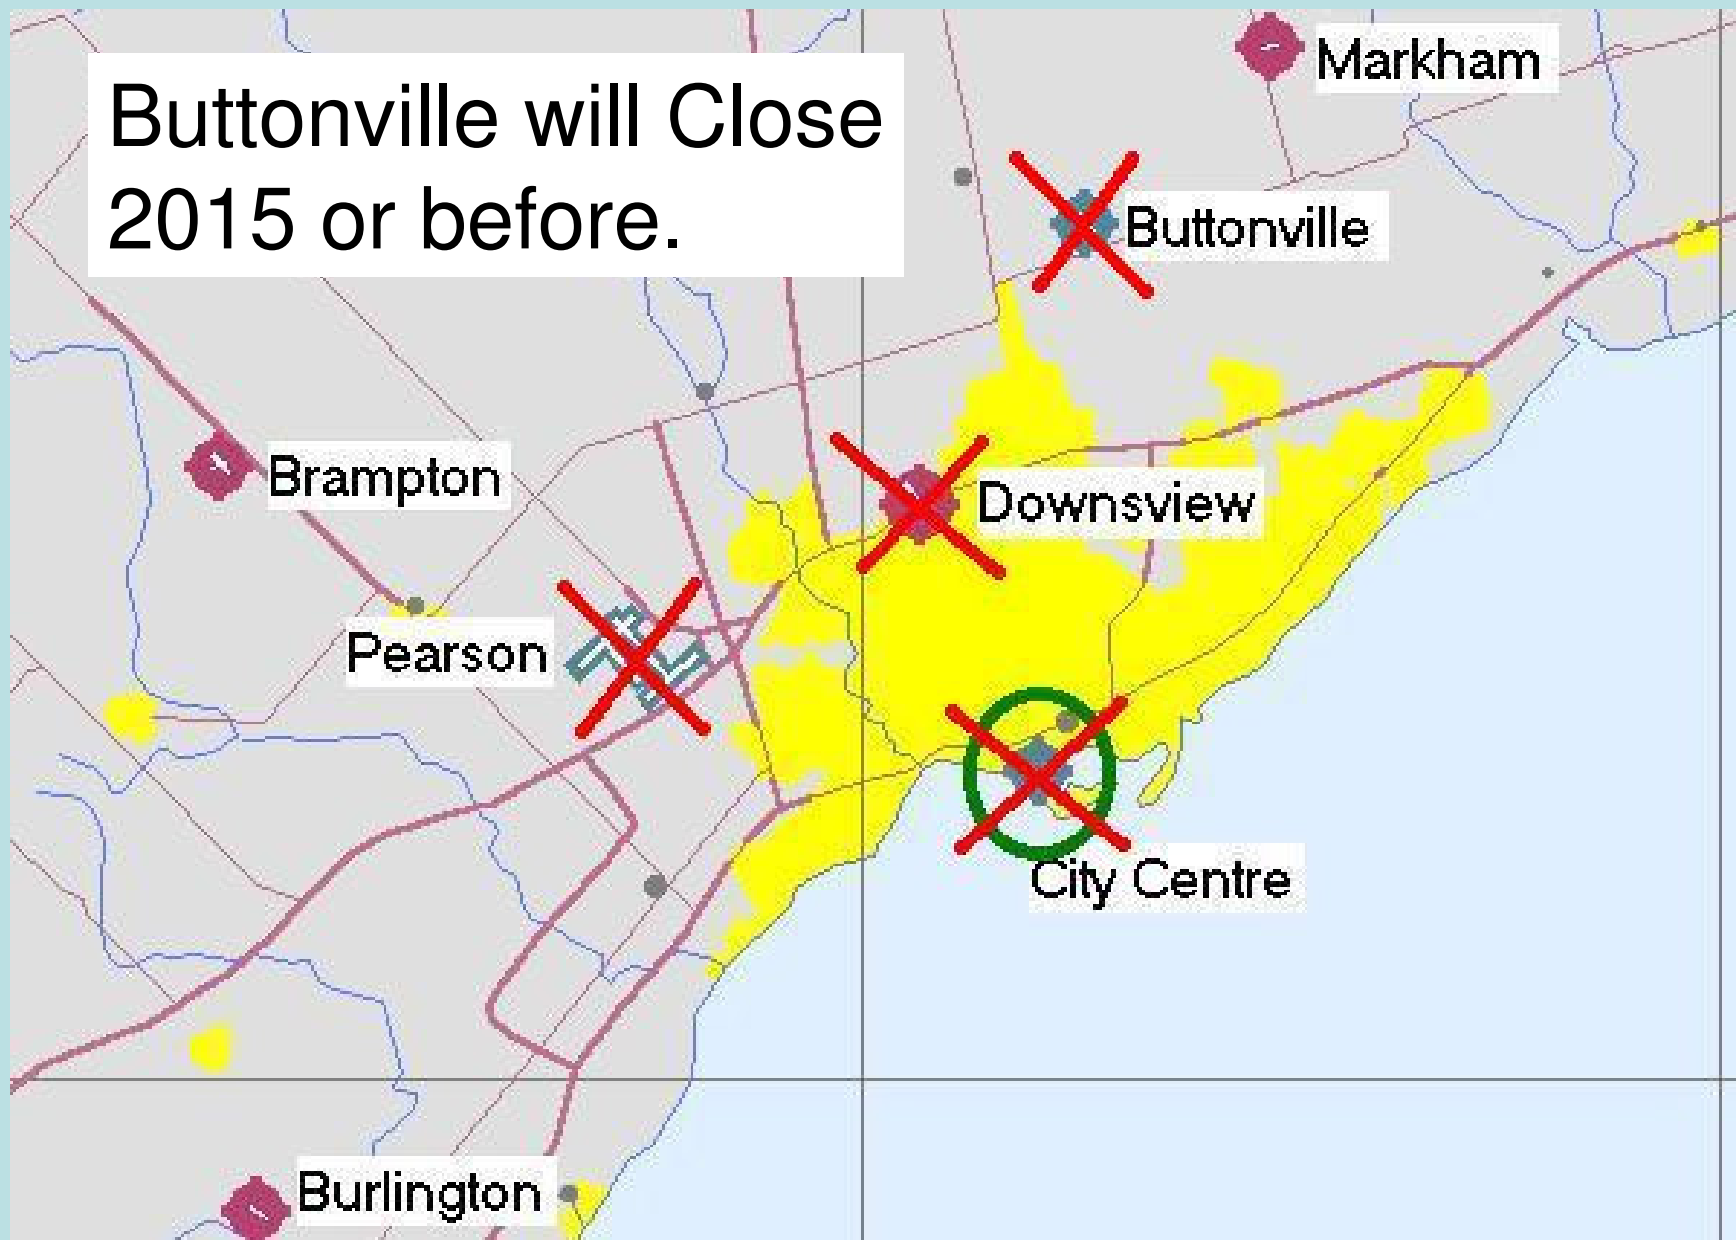 Buttonville will Close
2015 or before.
Markham
Buttonville
Brampton
Downsview
Pearson
City Centre
Burlington